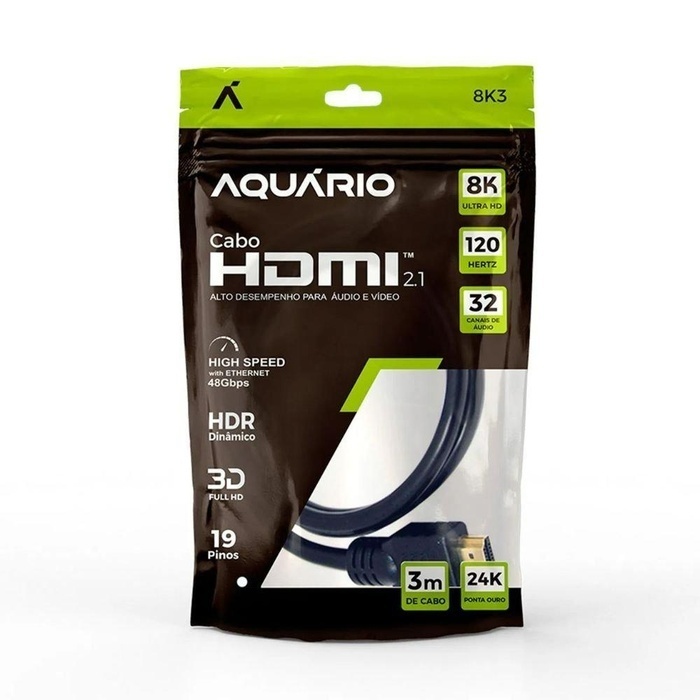 8K3
AQUÁRIO
8K
ULTRA HD
Cabo
HDMI™ 2.1
ALTO DESEMPENHO PARA ÁUDIO E VÍDEO
120
HERTZ
32
CANAIS DE
ÁUDIO
HIGH SPEED
with ETHERNET
48Gbps
HDR
Dinâmico
3D
FULL HD
19
Pinos
3m
DE CABO
24K
PONTA OURO